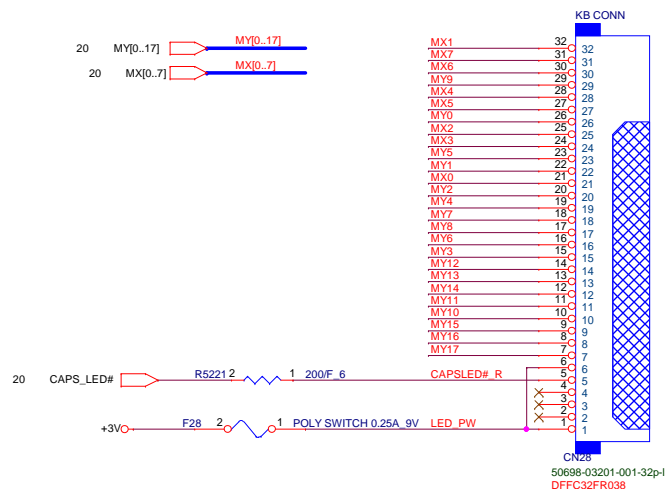 KB CONN
20 MY[0..17] MY[0..17]
20 MX[0..7] MX[0..7]
MX1 32 32
MX7 31 31
MX6 30 30
MY9 29 29
MX4 28 28
MX5 27 27
MY0 26 26
MX2 25 25
MX3 24 24
MY5 23 23
MY1 22 22
MX0 21 21
MY2 20 20
MY4 19 19
MY7 18 18
MY8 17 17
MY6 16 16
MY3 15 15
MY12 14 14
MY13 13 13
MY14 12 12
MY11 11 11
MY10 10 10
MY15 9 9
MY16 8 8
MY17 7 7
6 6
20 CAPS_LED# R5221 2 1 200/F_6 CAPSLED#_R 5 5
4 4
3 3
2 2
+3V F28 2 1 POLY SWITCH 0.25A_9V LED_PW 1 1
CN28
50698-03201-001-32p-l
DFFC32FR038